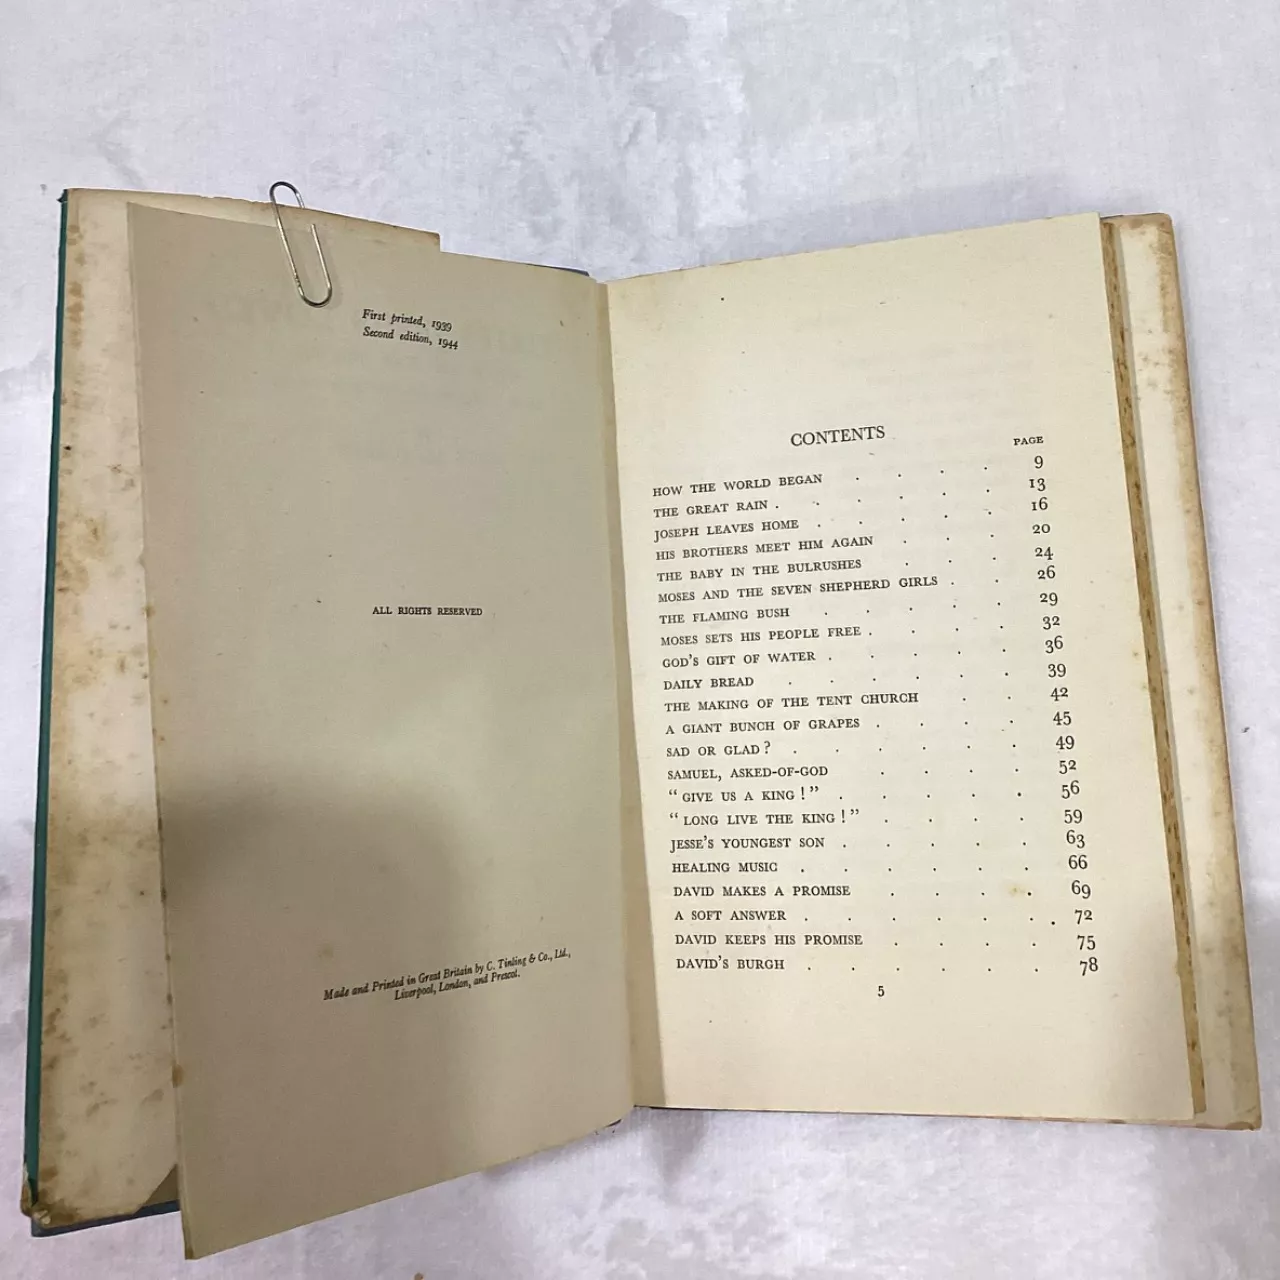 First printed, 1939
Second edition, 1944
ALL RIGHTS RESERVED
Made and Printed in Great Britain by C. Tinling & Co., Ltd.,
Liverpool, London, and Prescot.
CONTENTS
PAGE
HOW THE WORLD BEGAN . . . . 9
THE GREAT RAIN . . . . . . 13
JOSEPH LEAVES HOME . . . . . 16
HIS BROTHERS MEET HIM AGAIN . . . 20
THE BABY IN THE BULRUSHES . . . 24
MOSES AND THE SEVEN SHEPHERD GIRLS . . 26
THE FLAMING BUSH . . . . . 29
MOSES SETS HIS PEOPLE FREE . . . . 32
GOD'S GIFT OF WATER . . . . . 36
DAILY BREAD . . . . . . 39
THE MAKING OF THE TENT CHURCH . . 42
A GIANT BUNCH OF GRAPES . . . . 45
SAD OR GLAD? . . . . . . 49
SAMUEL, ASKED-OF-GOD . . . . 52
"GIVE US A KING!" . . . . . 56
"LONG LIVE THE KING!" . . . . 59
JESSE'S YOUNGEST SON . . . . . 63
HEALING MUSIC . . . . . . 66
DAVID MAKES A PROMISE . . . . 69
A SOFT ANSWER . . . . . . . 72
DAVID KEEPS HIS PROMISE . . . . 75
DAVID'S BURGH . . . . . . 78
5